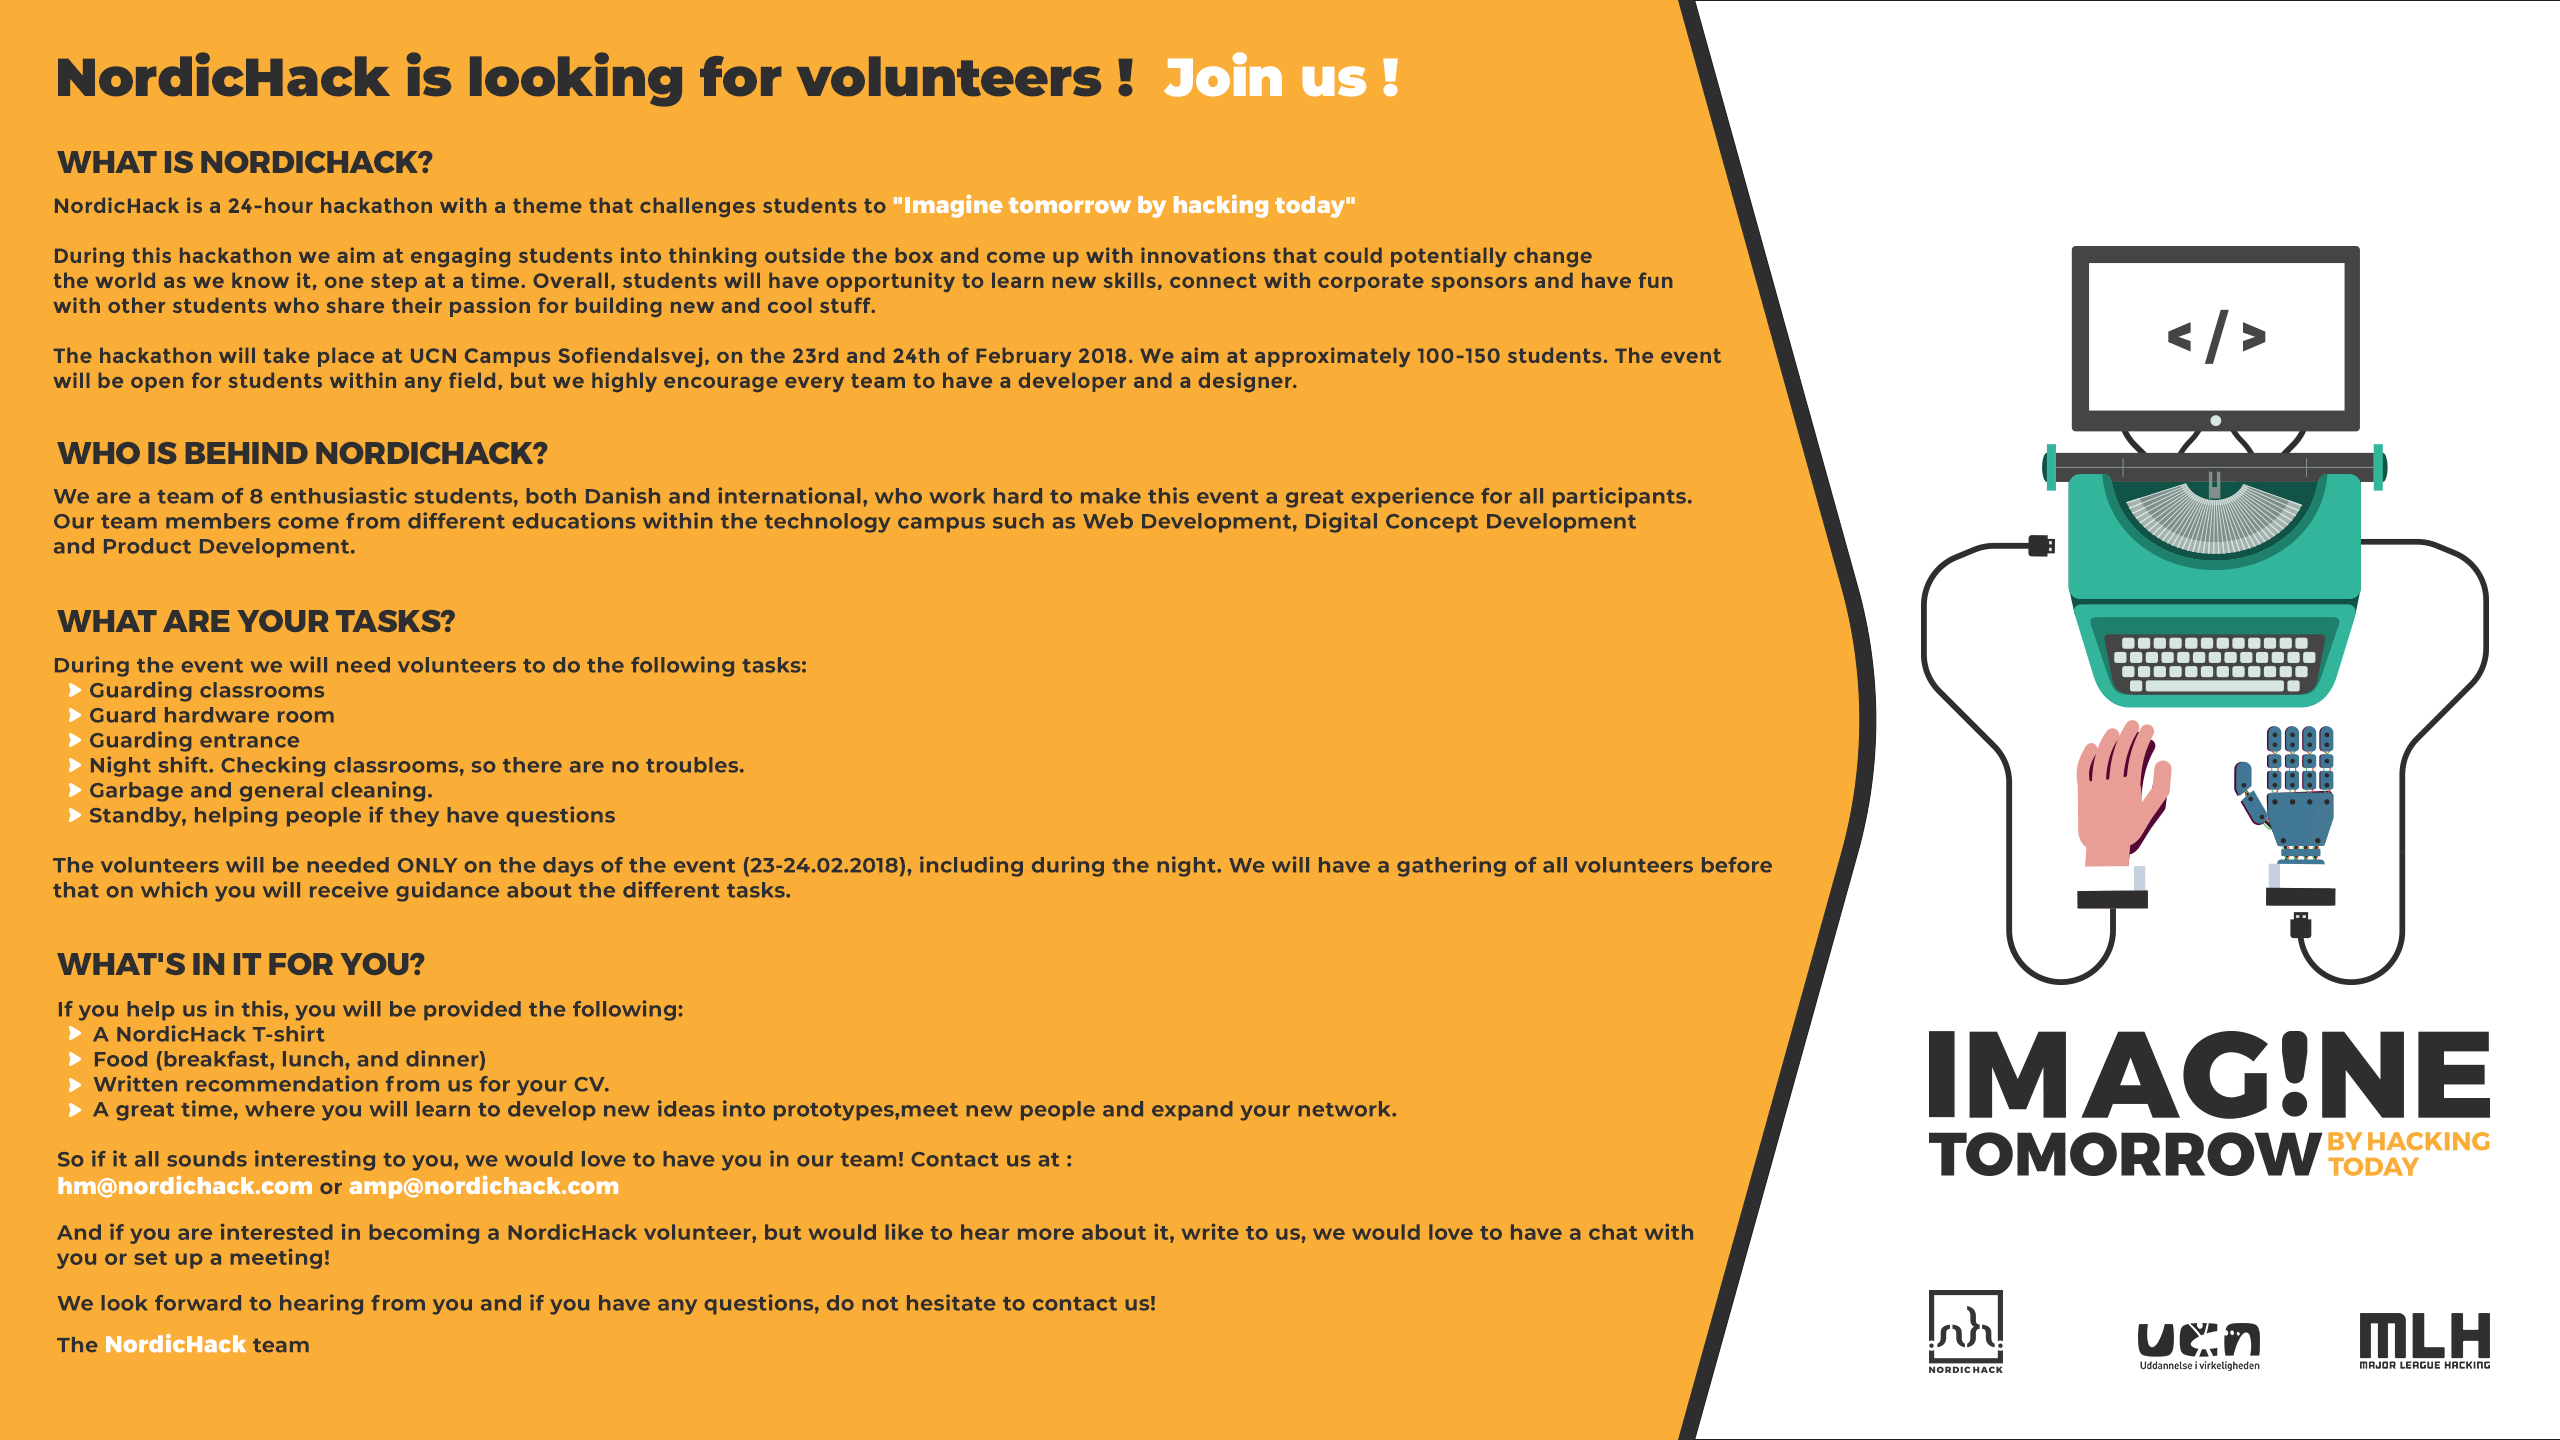 NordicHack is looking for volunteers ! Join us !
WHAT IS NORDICHACK?
NordicHack is a 24-hour hackathon with a theme that challenges students to "Imagine tomorrow by hacking today"
During this hackathon we aim at engaging students into thinking outside the box and come up with innovations that could potentially change
the world as we know it, one step at a time. Overall, students will have opportunity to learn new skills, connect with corporate sponsors and have fun
with other students who share their passion for building new and cool stuff.
The hackathon will take place at UCN Campus Sofiendalsvej, on the 23rd and 24th of February 2018. We aim at approximately 100-150 students. The event
will be open for students within any field, but we highly encourage every team to have a developer and a designer.
WHO IS BEHIND NORDICHACK?
We are a team of 8 enthusiastic students, both Danish and international, who work hard to make this event a great experience for all participants.
Our team members come from different educations within the technology campus such as Web Development, Digital Concept Development
and Product Development.
WHAT ARE YOUR TASKS?
During the event we will need volunteers to do the following tasks:
Guarding classrooms
Guard hardware room
Guarding entrance
Night shift. Checking classrooms, so there are no troubles.
Garbage and general cleaning.
Standby, helping people if they have questions
The volunteers will be needed ONLY on the days of the event (23-24.02.2018), including during the night. We will have a gathering of all volunteers before
that on which you will receive guidance about the different tasks.
WHAT'S IN IT FOR YOU?
If you help us in this, you will be provided the following:
A NordicHack T-shirt
Food (breakfast, lunch, and dinner)
Written recommendation from us for your CV.
A great time, where you will learn to develop new ideas into prototypes,meet new people and expand your network.
So if it all sounds interesting to you, we would love to have you in our team! Contact us at :
hm@nordichack.com or amp@nordichack.com
And if you are interested in becoming a NordicHack volunteer, but would like to hear more about it, write to us, we would love to have a chat with
you or set up a meeting!
We look forward to hearing from you and if you have any questions, do not hesitate to contact us!
The NordicHack team
</>
IMAG!NE
TOMORROW BY HACKING
TODAY
NORDICHACK
ucn
Uddannelse i virkeligheden
MLH
MAJOR LEAGUE HACKING